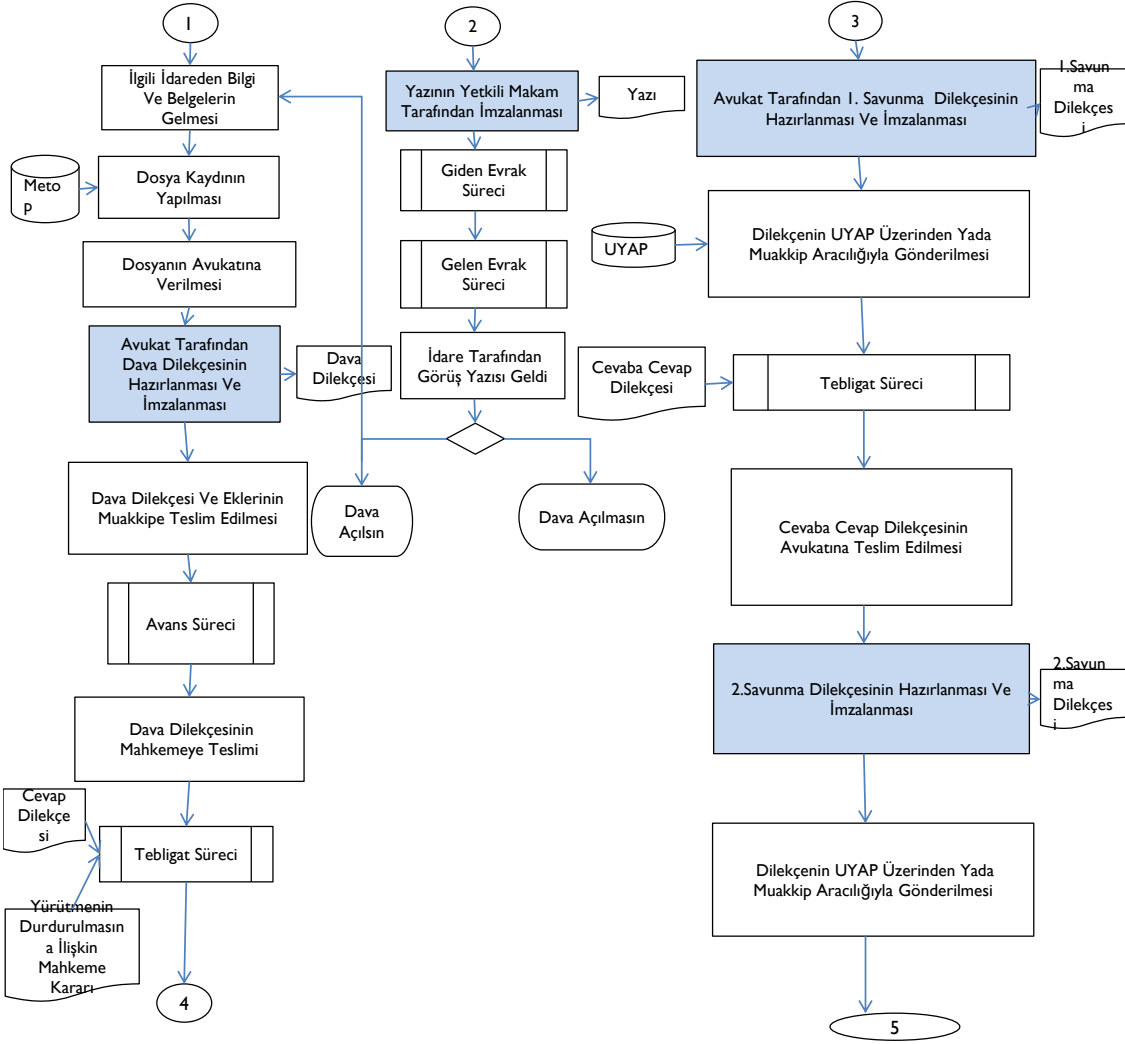 1
İlgili İdareden Bilgi
Ve Belgelerin
Gelmesi
Meto
p
Dosya Kaydının
Yapılması
Dosyanın Avukatına
Verilmesi
Avukat Tarafından
Dava Dilekçesinin
Hazırlanması Ve
İmzalanması
Dava
Dilekçesi
Dava Dilekçesi Ve Eklerinin
Muakkipe Teslim Edilmesi
Avans Süreci
Dava Dilekçesinin
Mahkemeye Teslimi
Cevap
Dilekçe
si
Tebligat Süreci
Yürütmenin
Durdurulmasın
a İlişkin
Mahkeme
Kararı
4
2
Yazının Yetkili Makam
Tarafından İmzalanması
Yazı
Giden Evrak
Süreci
Gelen Evrak
Süreci
İdare Tarafından
Görüş Yazısı Geldi
Dava
Açılsın
Dava Açılmasın
3
Avukat Tarafından 1. Savunma Dilekçesinin
Hazırlanması Ve İmzalanması
1.Savun
ma
Dilekçes
i
UYAP
Dilekçenin UYAP Üzerinden Yada
Muakkip Aracılığıyla Gönderilmesi
Cevaba Cevap
Dilekçesi
Tebligat Süreci
Cevaba Cevap Dilekçesinin
Avukatına Teslim Edilmesi
2.Savunma Dilekçesinin Hazırlanması Ve
İmzalanması
2.Savun
ma
Dilekçes
i
Dilekçenin UYAP Üzerinden Yada
Muakkip Aracılığıyla Gönderilmesi
5